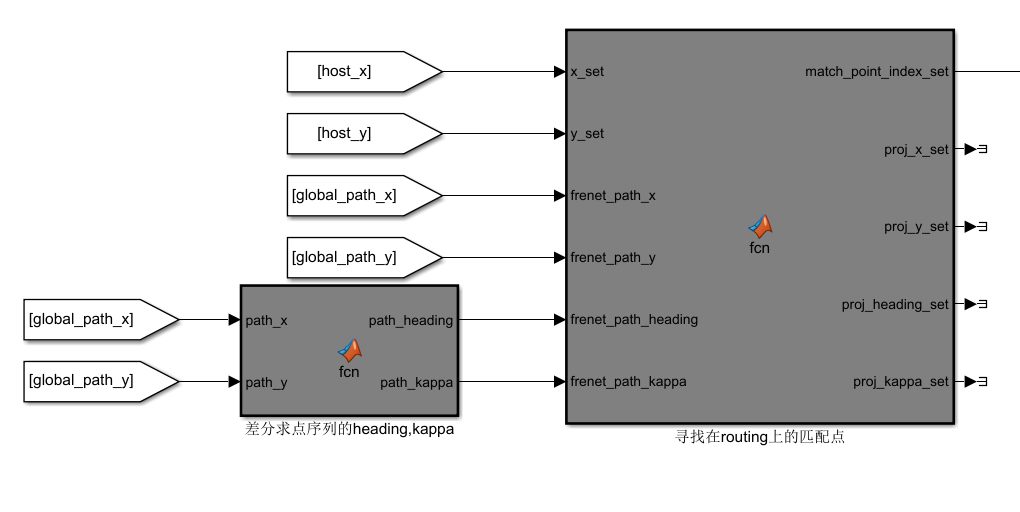 [host_x]
[host_y]
[global_path_x]
[global_path_y]
[global_path_x]
[global_path_y]
path_x
path_y
path_heading
path_kappa
fcn
差分求点序列的heading,kappa
x_set
y_set
frenet_path_x
frenet_path_y
frenet_path_heading
frenet_path_kappa
fcn
match_point_index_set
proj_x_set
proj_y_set
proj_heading_set
proj_kappa_set
寻找在routing上的匹配点